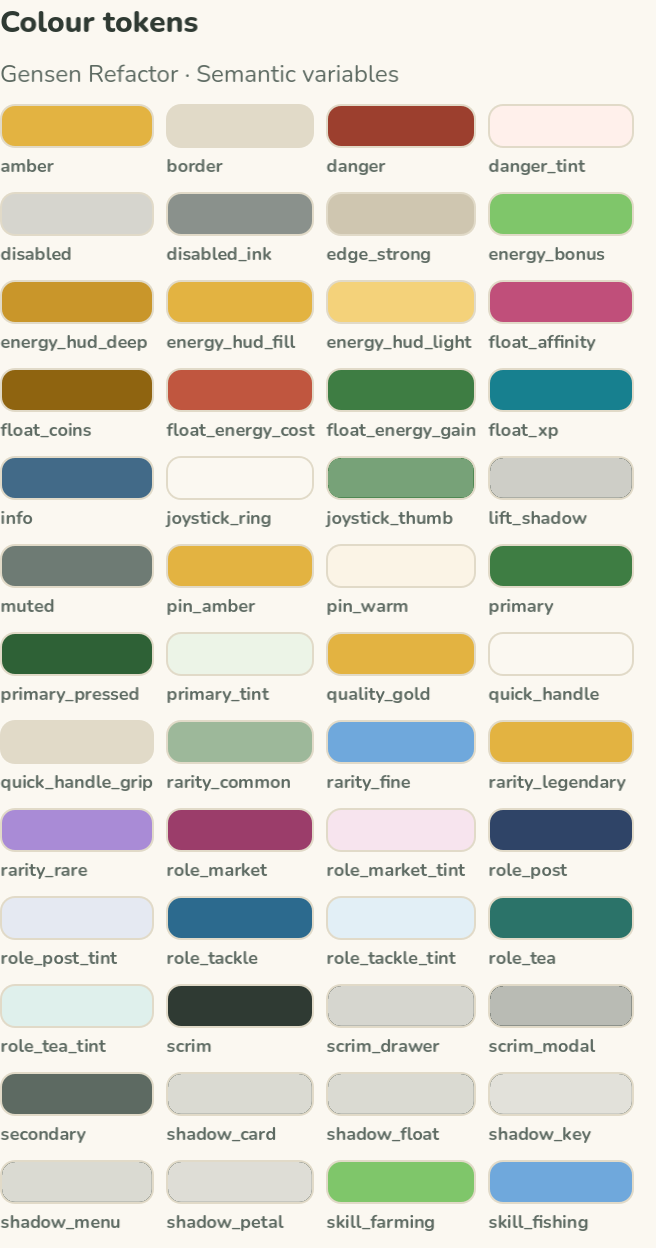 Colour tokens
Gensen Refactor · Semantic variables
amber border danger danger_tint
disabled disabled_ink edge_strong energy_bonus
energy_hud_deep energy_hud_fill energy_hud_light float_affinity
float_coins float_energy_cost float_energy_gain float_xp
info joystick_ring joystick_thumb lift_shadow
muted pin_amber pin_warm primary
primary_pressed primary_tint quality_gold quick_handle
quick_handle_grip rarity_common rarity_fine rarity_legendary
rarity_rare role_market role_market_tint role_post
role_post_tint role_tackle role_tackle_tint role_tea
role_tea_tint scrim scrim_drawer scrim_modal
secondary shadow_card shadow_float shadow_key
shadow_menu shadow_petal skill_farming skill_fishing